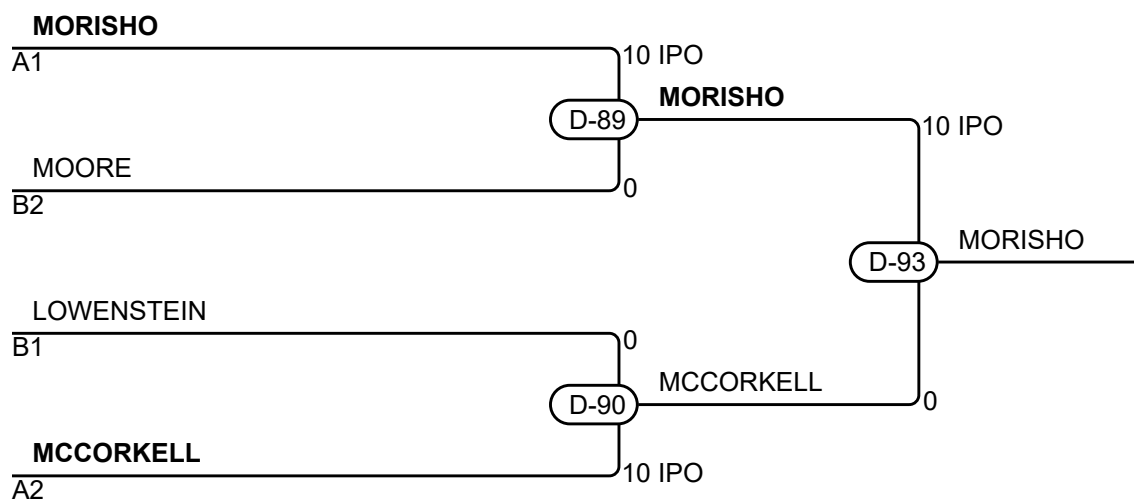 MORISHO
A1
10 IPO
D-89
MORISHO
MOORE
B2
0
10 IPO
D-93
MORISHO
LOWENSTEIN
B1
0
D-90
MCCORKELL
0
MCCORKELL
A2
10 IPO